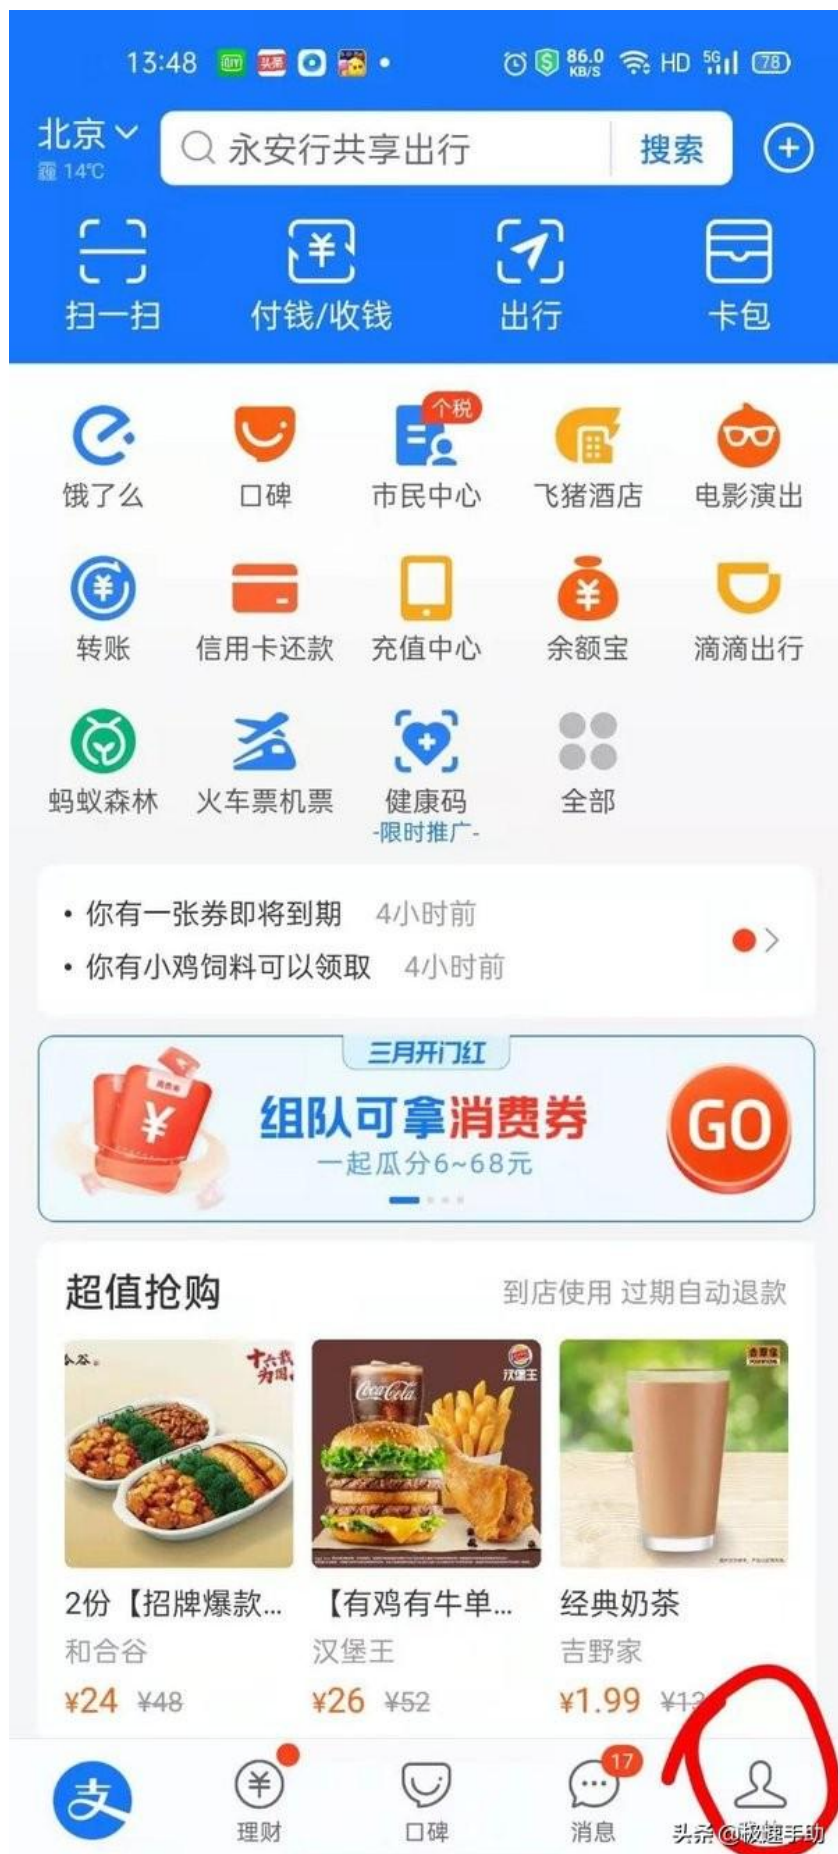 13:48 86.0 KB/S HD 5G 78
北京 永安行共享出行 搜索
霾 14℃
扫一扫 付钱/收钱 出行 卡包
个税
饿了么 口碑 市民中心 飞猪酒店 电影演出
转账 信用卡还款 充值中心 余额宝 滴滴出行
蚂蚁森林 火车票机票 健康码 全部
-限时推广-
• 你有一张券即将到期 4小时前
• 你有小鸡饲料可以领取 4小时前
三月开门红
组队可拿消费券
GO
一起瓜分6~68元
超值抢购 到店使用 过期自动退款
汉堡王
吉野家
Coca-Cola
2份【招牌爆款... 【有鸡有牛单... 经典奶茶
和合谷 汉堡王 吉野家
¥24 ¥48 ¥26 ¥52 ¥1.99
17
支
理财 口碑 消息
头条 @极速手助